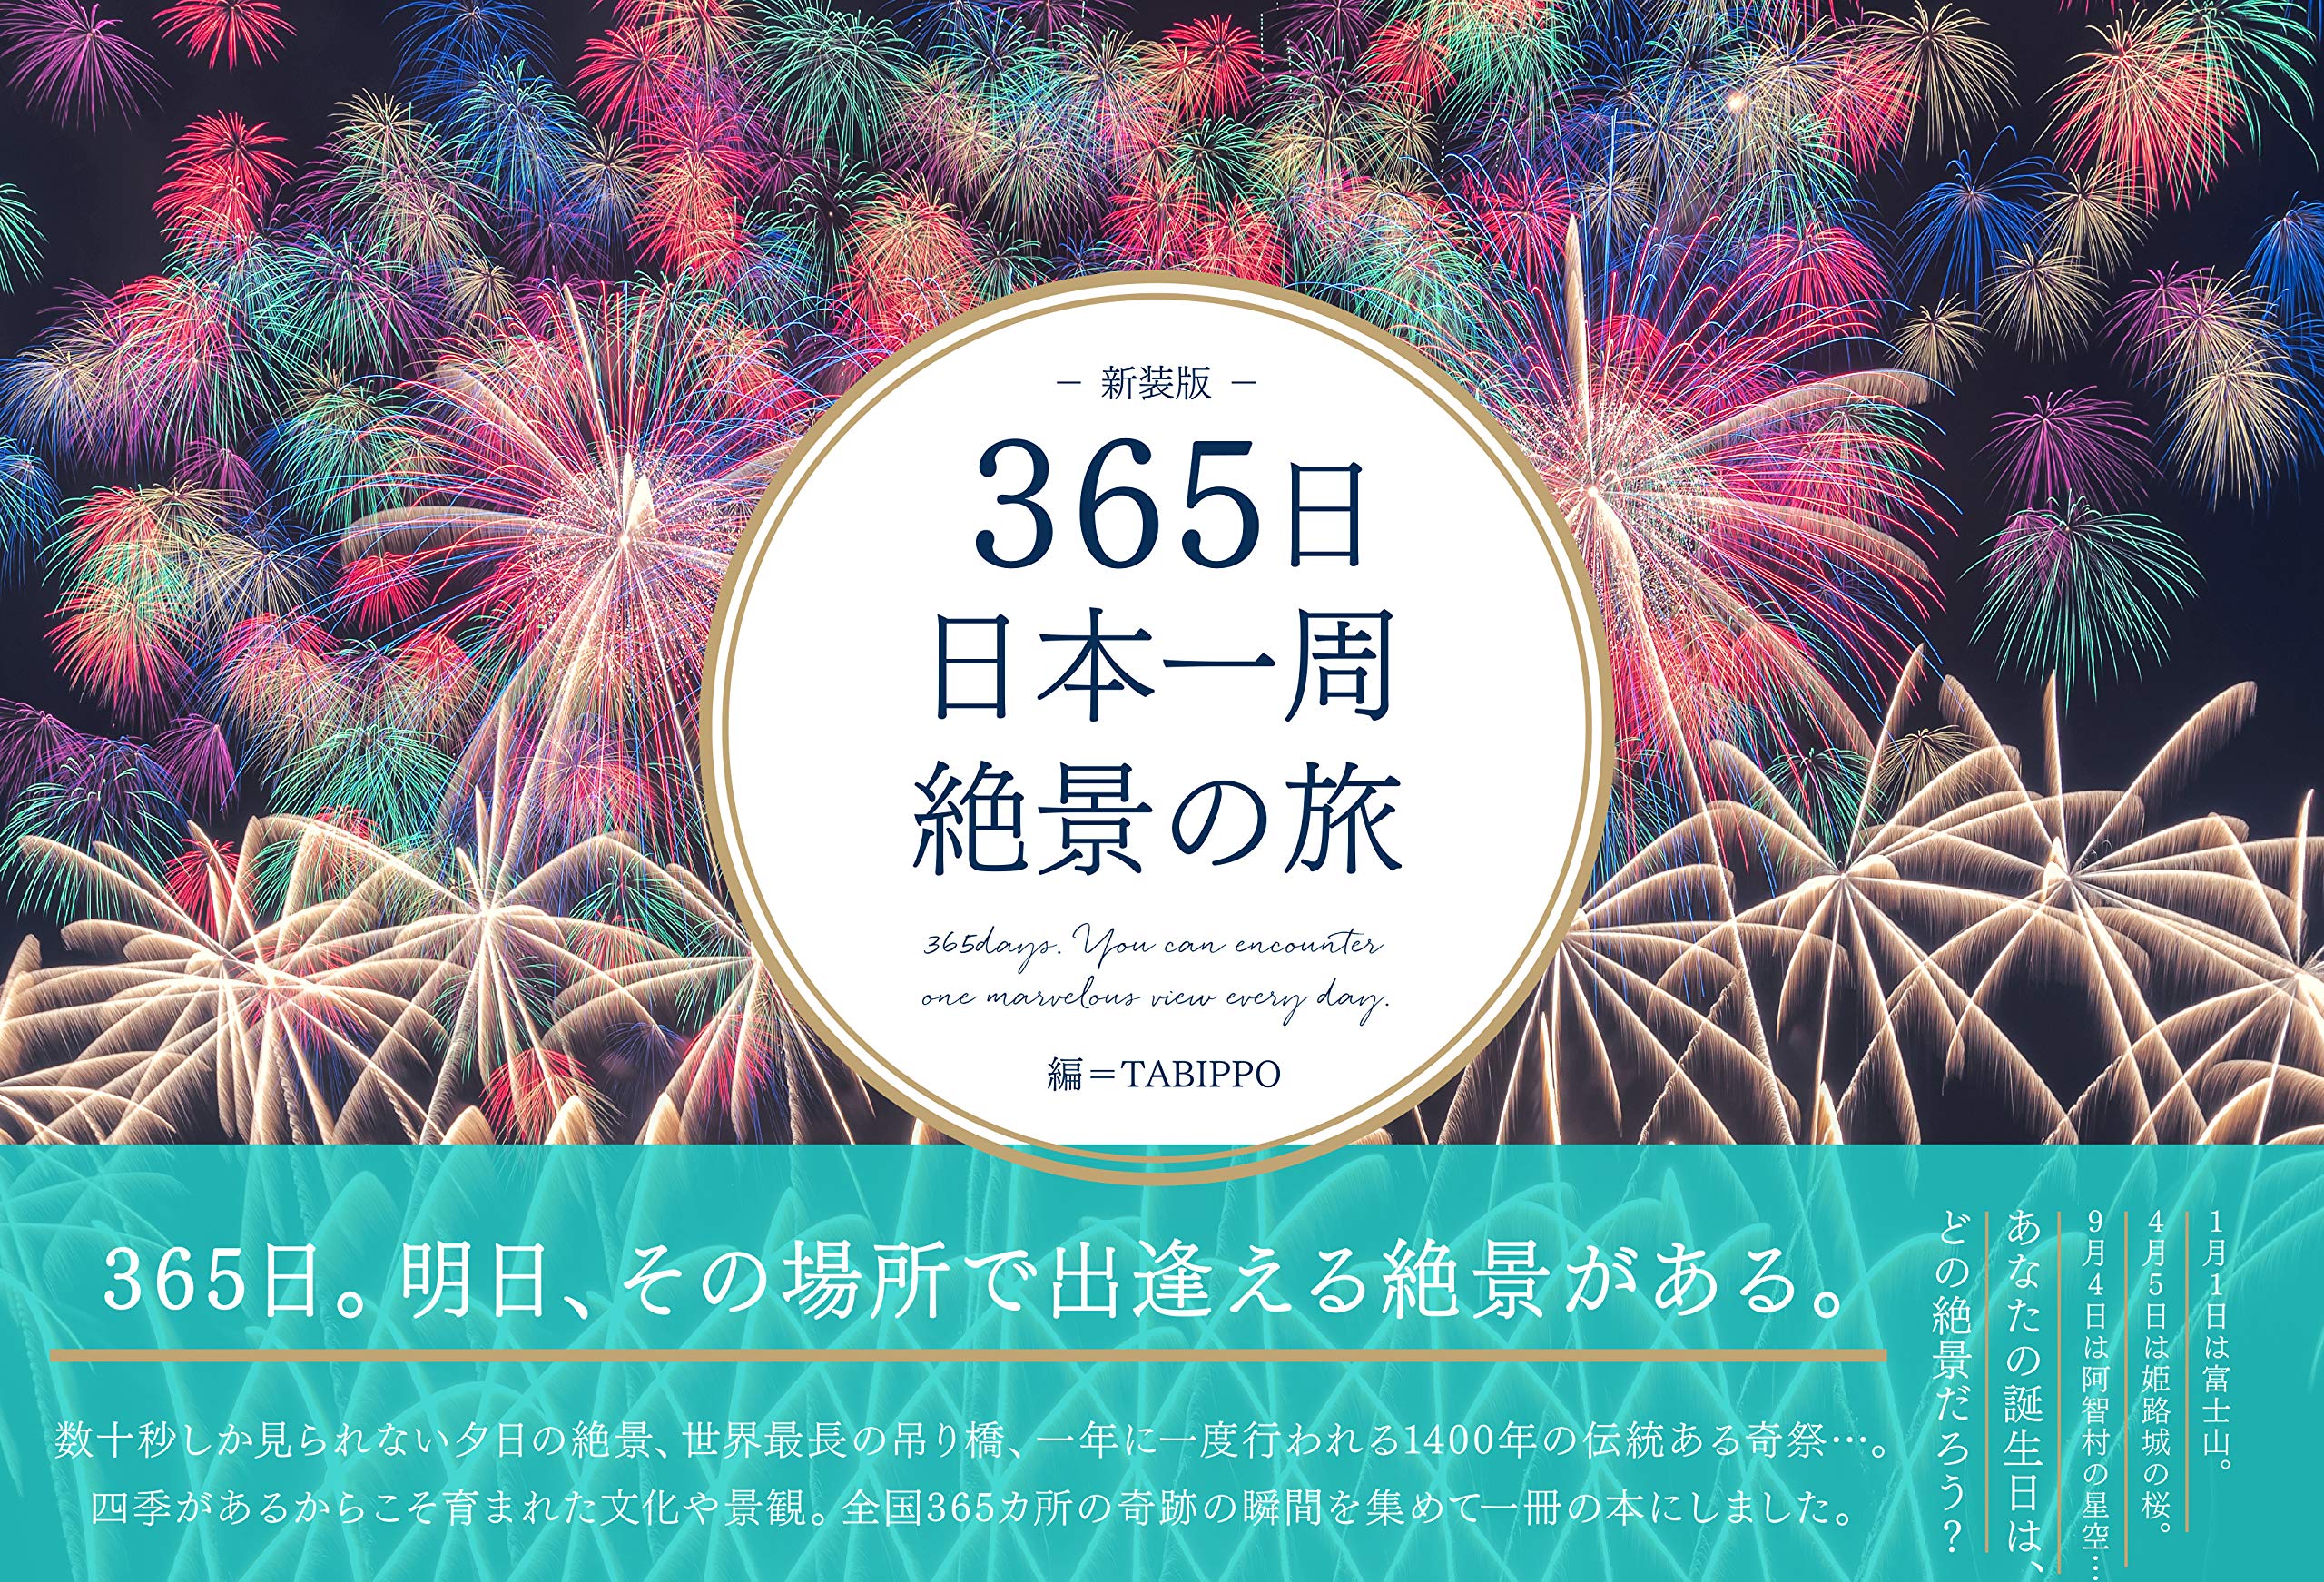 － 新装版 －
365日
日本一周
絶景の旅
365days. You can encounter
one marvelous view every day.
編＝TABIPPO
365日。明日、その場所で出逢える絶景がある。
数十秒しか見られない夕日の絶景、世界最長の吊り橋、一年に一度行われる1400年の伝統ある奇祭…。
四季があるからこそ育まれた文化や景観。全国365カ所の奇跡の瞬間を集めて一冊の本にしました。
1月1日は富士山。
4月5日は姫路城の桜。
9月4日は阿智村の星空…
あなたの誕生日は、
どの絶景だろう？